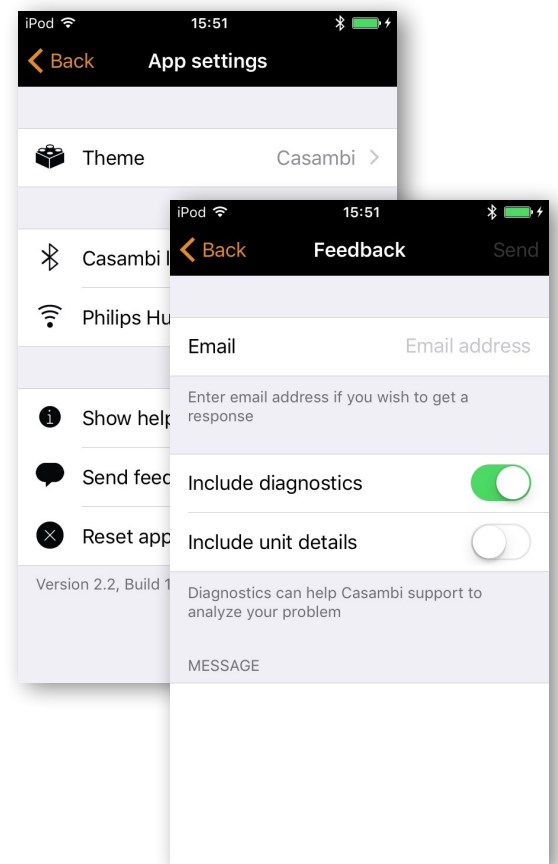 iPod 15:51
Back App settings
Theme Casambi
Casambi
Philips Hu
Show help
Send feed
Reset app
Version 2.2, Build 1
iPod 15:51
Back Feedback Send
Email Email address
Enter email address if you wish to get a
response
Include diagnostics
Include unit details
Diagnostics can help Casambi support to
analyze your problem
MESSAGE